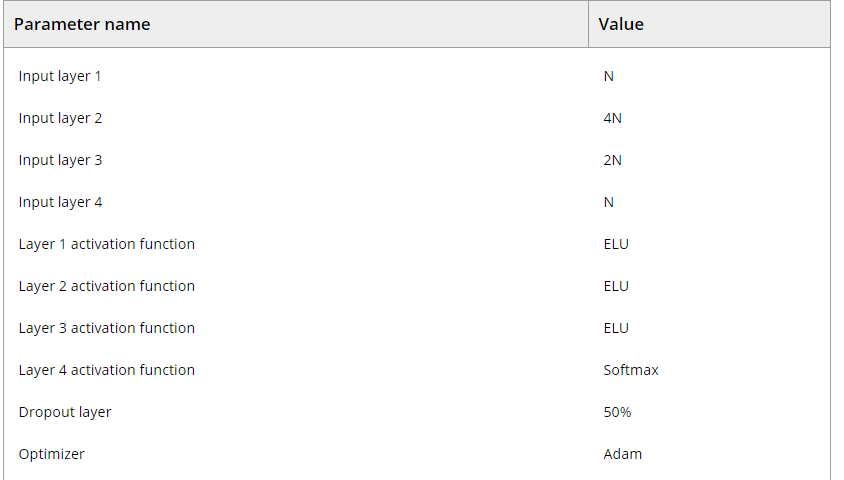 Parameter name Value
Input layer 1 N
Input layer 2 4N
Input layer 3 2N
Input layer 4 N
Layer 1 activation function ELU
Layer 2 activation function ELU
Layer 3 activation function ELU
Layer 4 activation function Softmax
Dropout layer 50%
Optimizer Adam